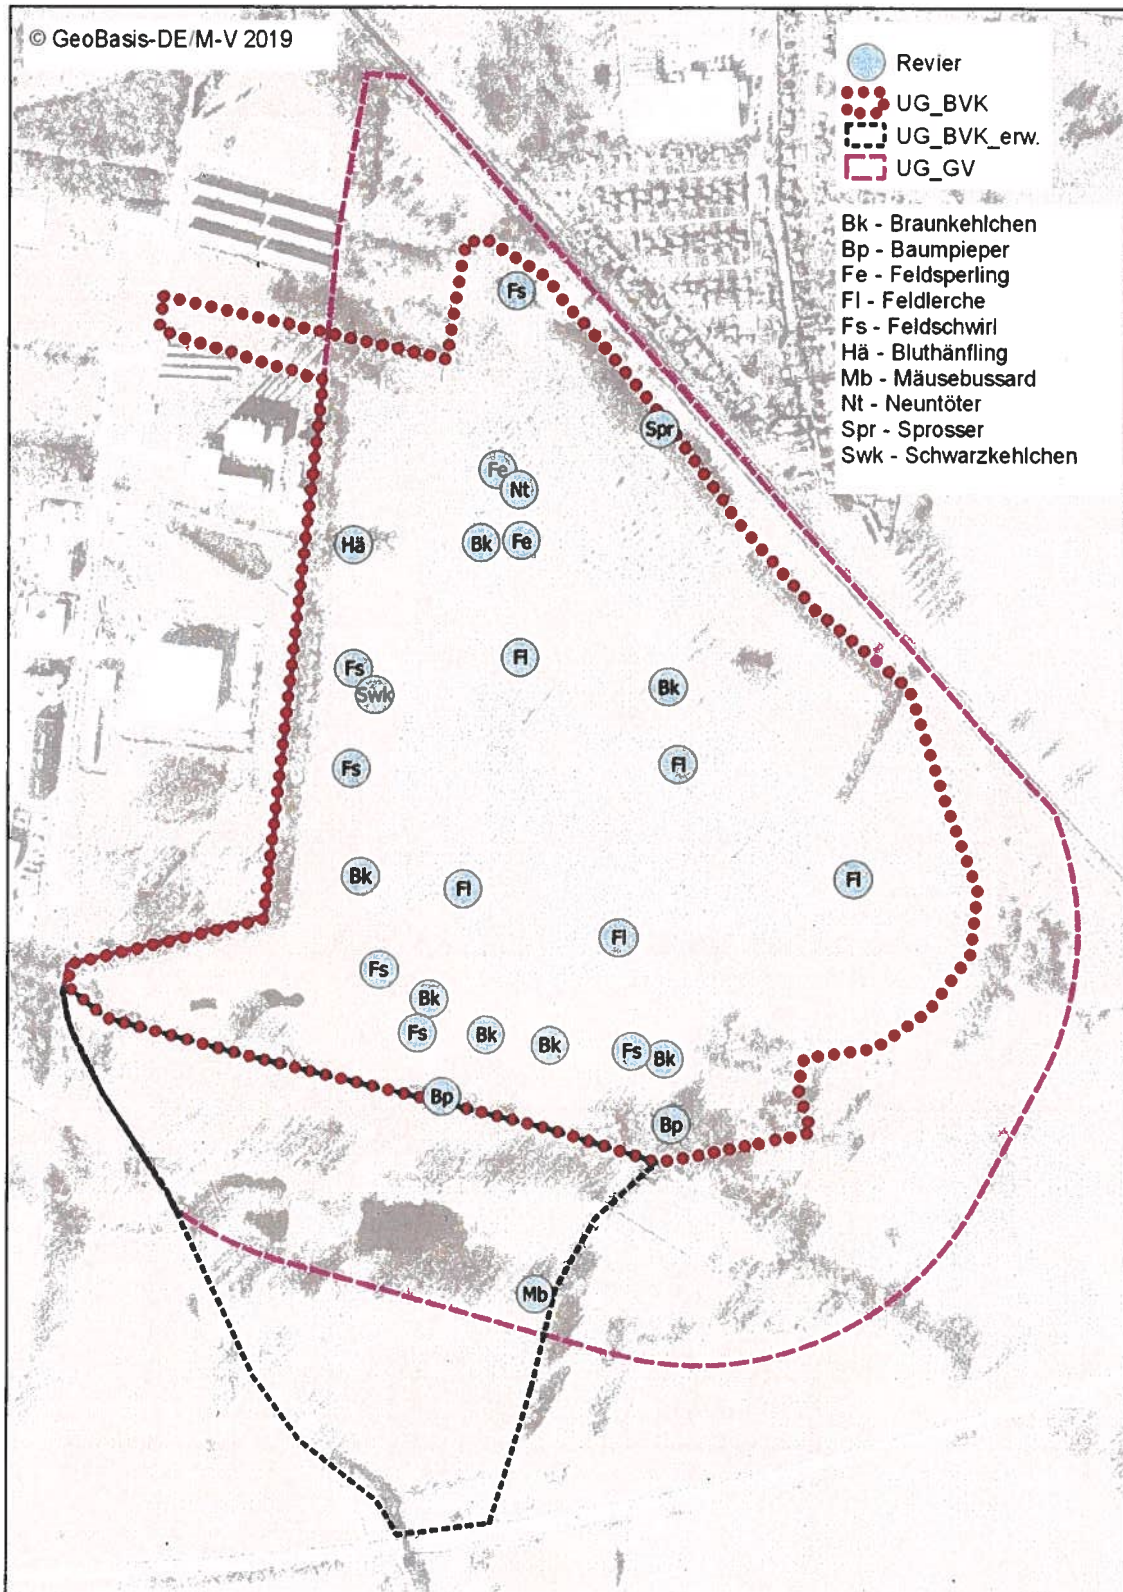 © GeoBasis-DE/M-V 2019
Revier
UG_BVK
UG_BVK_erw.
UG_GV
Bk - Braunkehlchen
Bp - Baumpieper
Fe - Feldsperling
Fl - Feldlerche
Fs - Feldschwirl
Hä - Bluthänfling
Mb - Mäusebussard
Nt - Neuntöter
Spr - Sprosser
Swk - Schwarzkehlchen
Fs
Spr
Fe
Nt
Hä
Bk
Fe
Fl
Fs
Swk
Bk
Fs
Fl
Bk
Fl
Fl
Fl
Fs
Bk
Fs
Bk
Bk
Fs
Bk
Bp
Bp
Mb